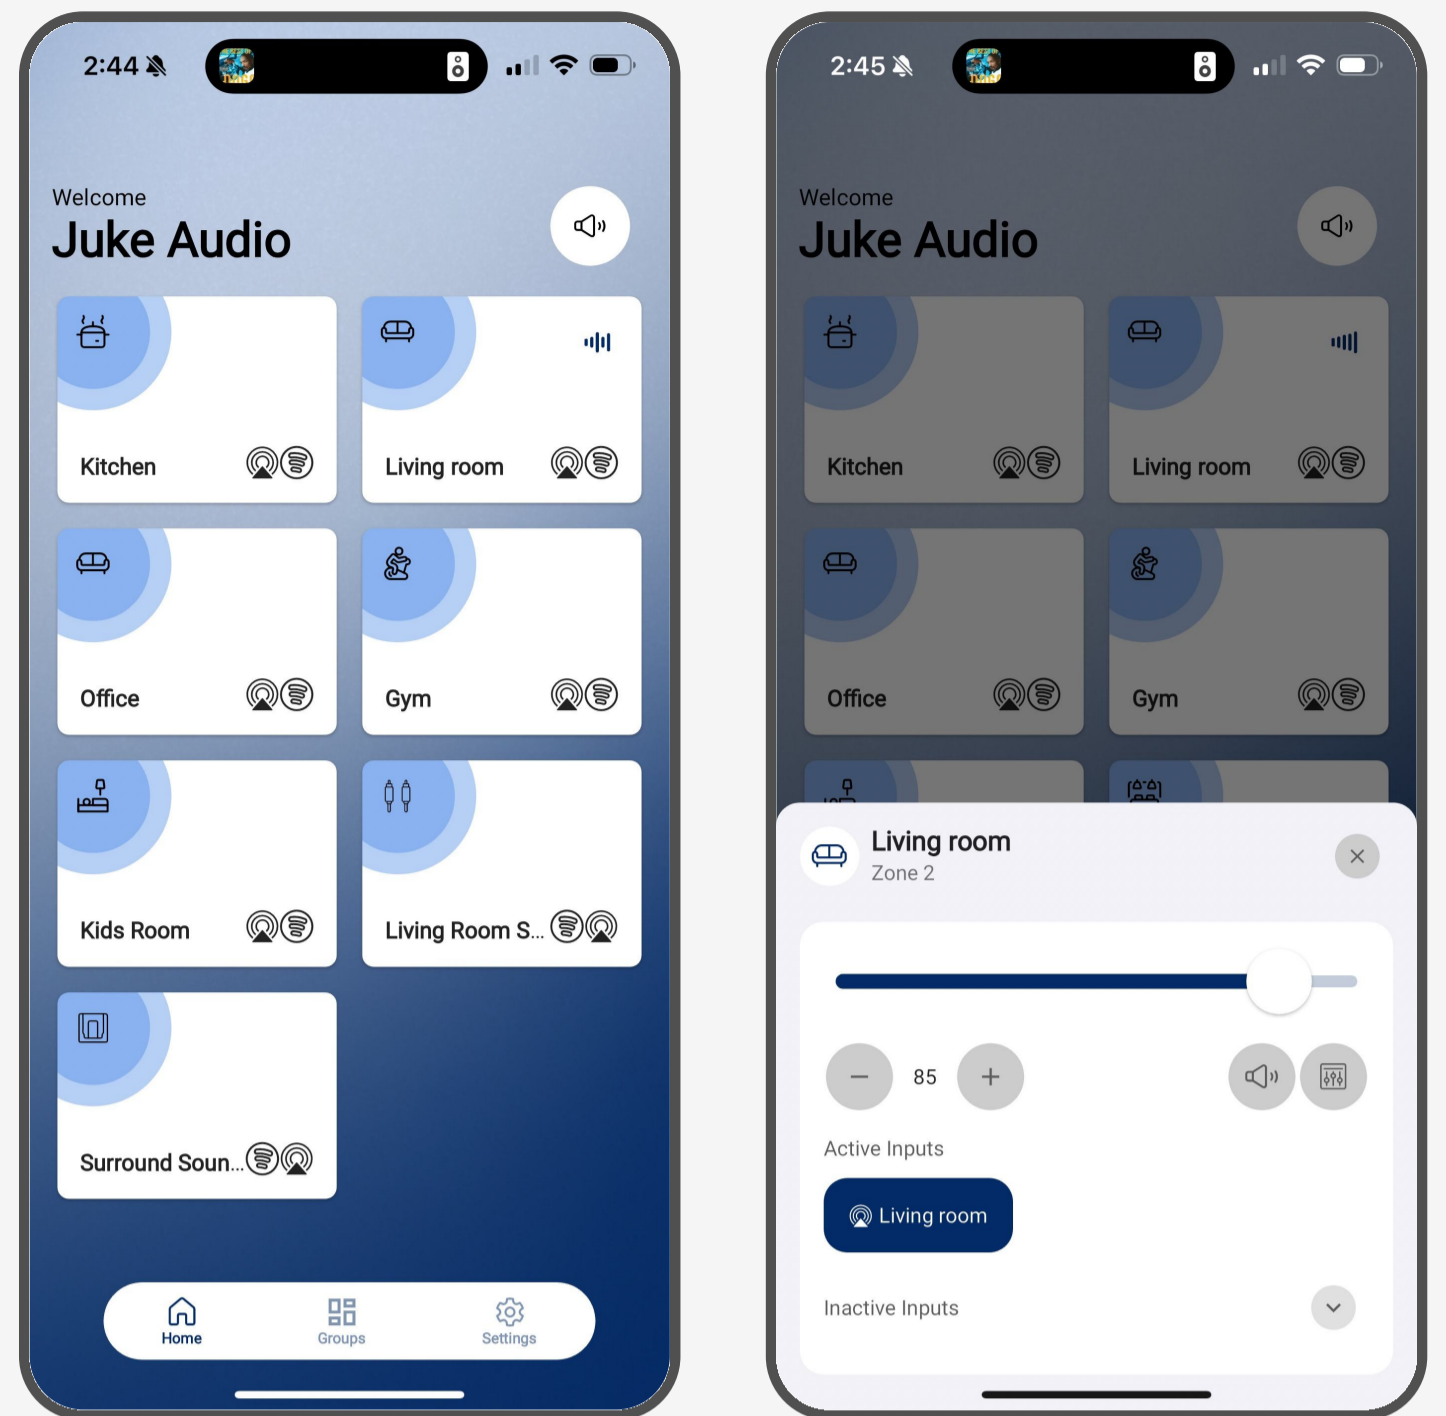 2:44
Welcome
Juke Audio
Kitchen
Living room
Office
Gym
Kids Room
Living Room S...
Surround Soun...
Home
Groups
Settings
2:45
Welcome
Juke Audio
Kitchen
Living room
Office
Gym
Living room
Zone 2
85
Active Inputs
Living room
Inactive Inputs